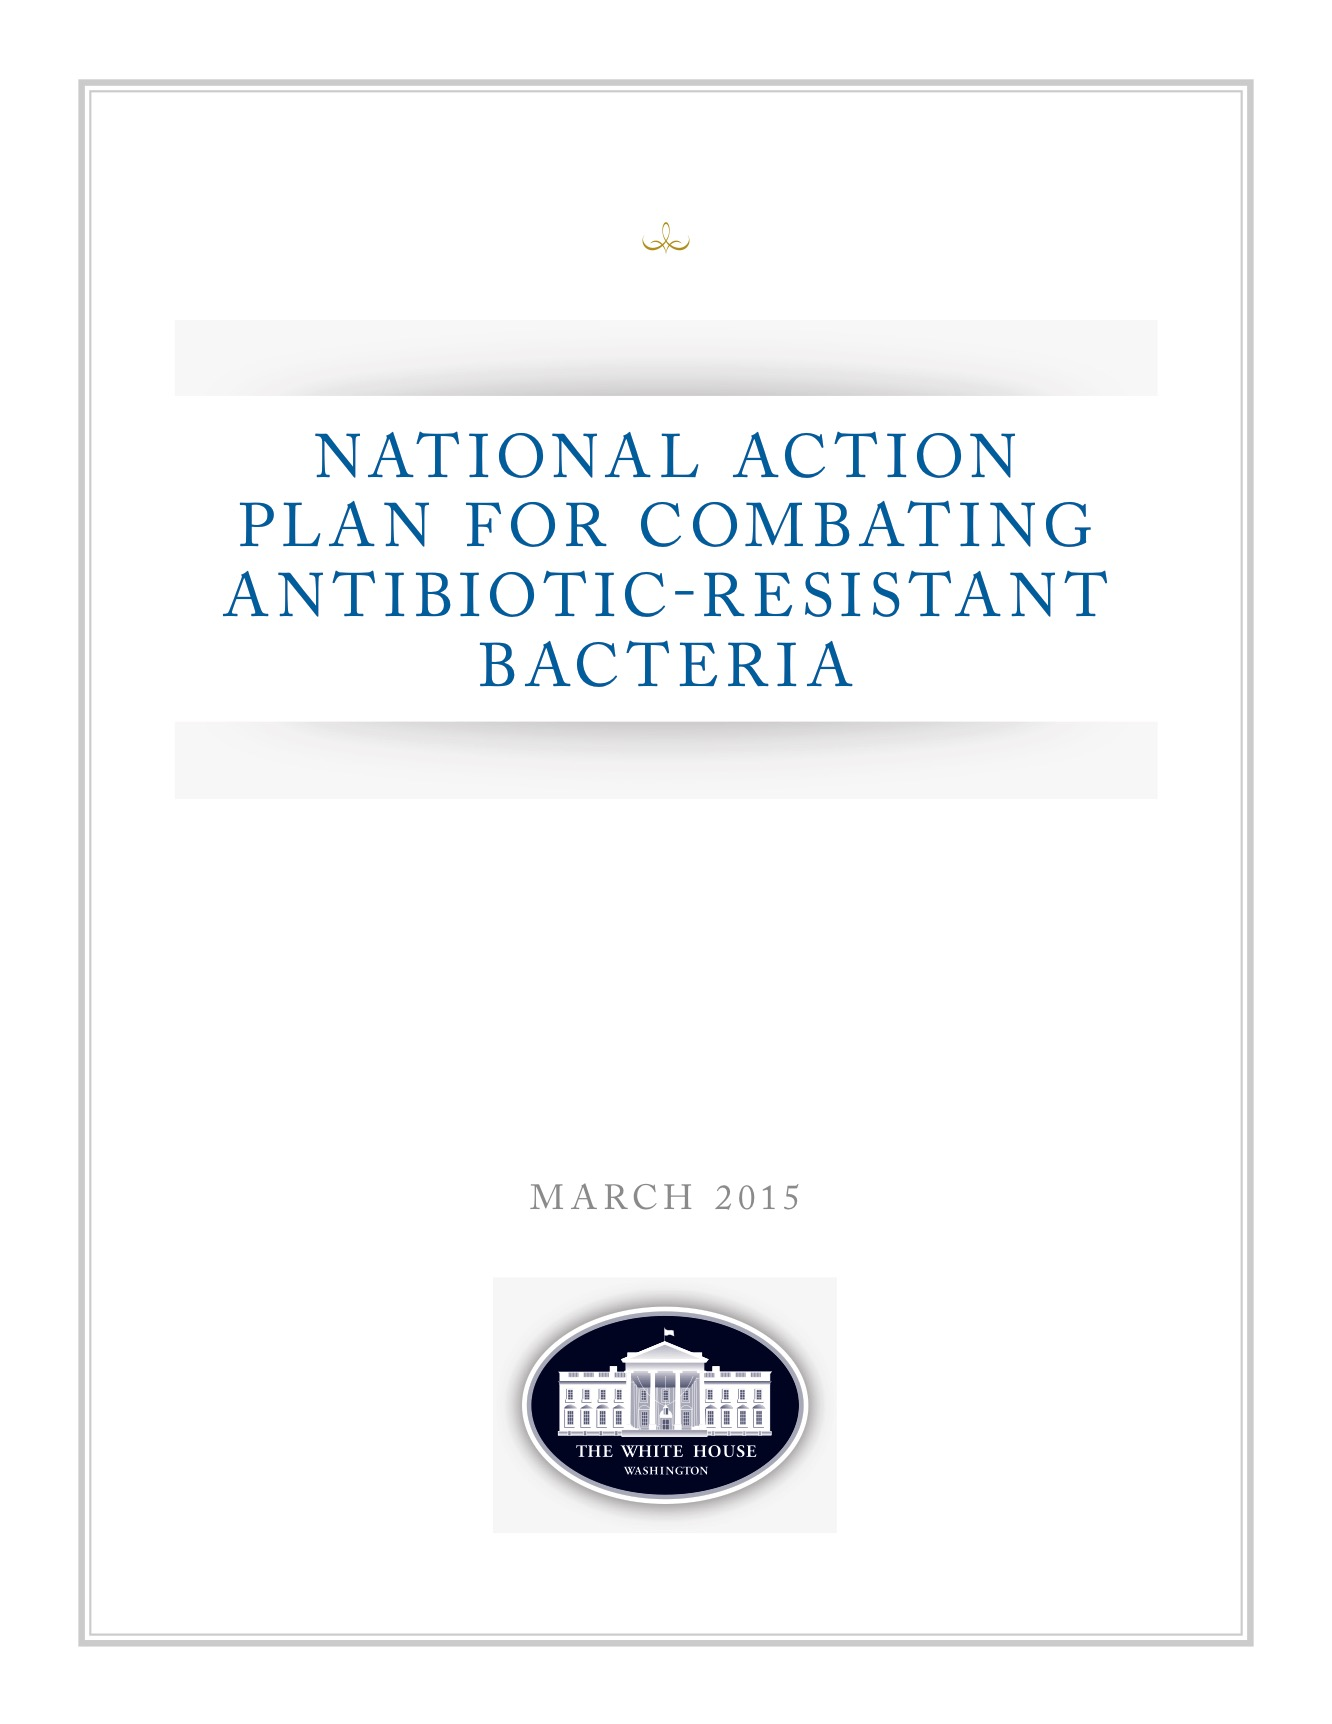 NATIONAL ACTION
PLAN FOR COMBATING
ANTIBIOTIC-RESISTANT
BACTERIA
MARCH 2015
THE WHITE HOUSE
WASHINGTON